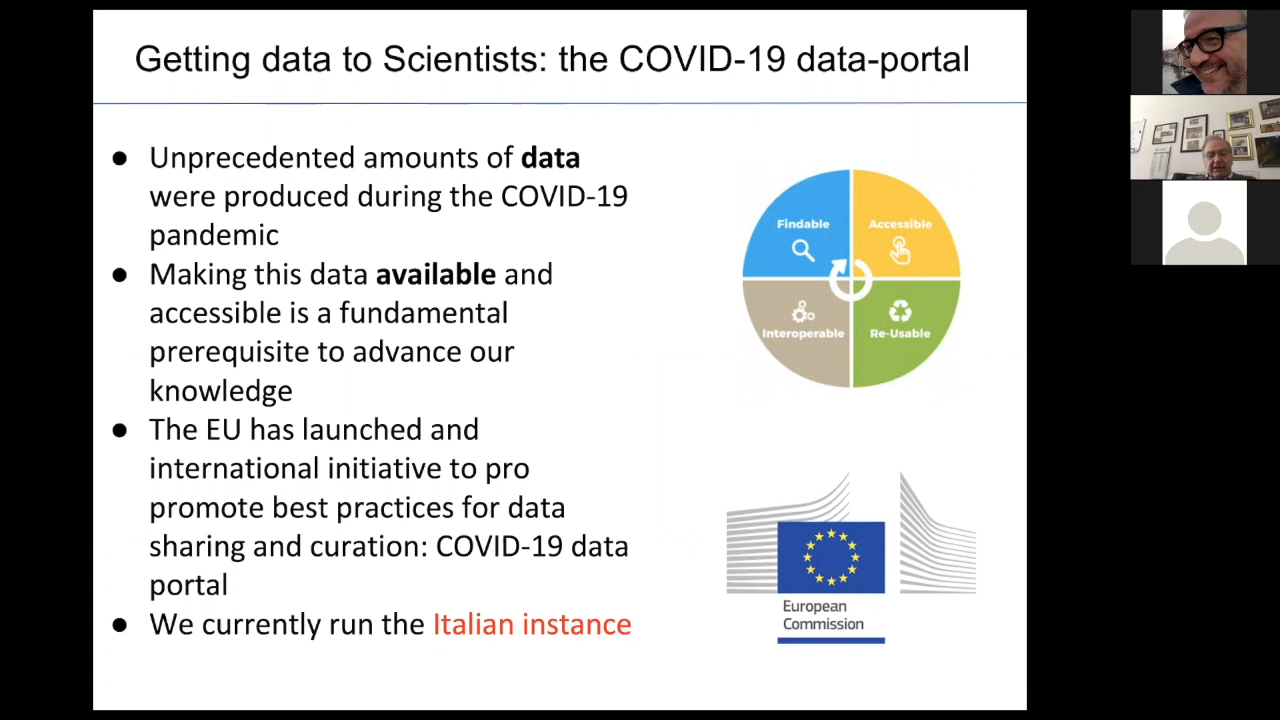 Getting data to Scientists: the COVID-19 data-portal
● Unprecedented amounts of data
were produced during the COVID-19
pandemic
● Making this data available and
accessible is a fundamental
prerequisite to advance our
knowledge
● The EU has launched and
international initiative to pro
promote best practices for data
sharing and curation: COVID-19 data
portal
● We currently run the Italian instance
Findable
Accessible
Interoperable
Re-Usable
European
Commission